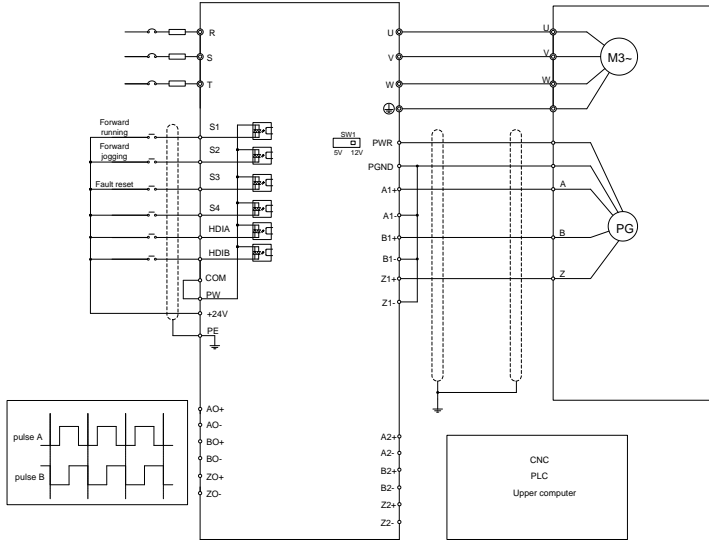 R
S
T
U
V
W
U
V
W
M3~
Forward
running
Forward
jogging
Fault reset
S1
S2
S3
S4
HDIA
HDIB
COM
PW
+24V
PE
SW1
5V 12V
PWR
PGND
A1+
A1-
B1+
B1-
Z1+
Z1-
A
B
Z
PG
pulse A
pulse B
AO+
AO-
BO+
BO-
ZO+
ZO-
A2+
A2-
B2+
B2-
Z2+
Z2-
CNC
PLC
Upper computer